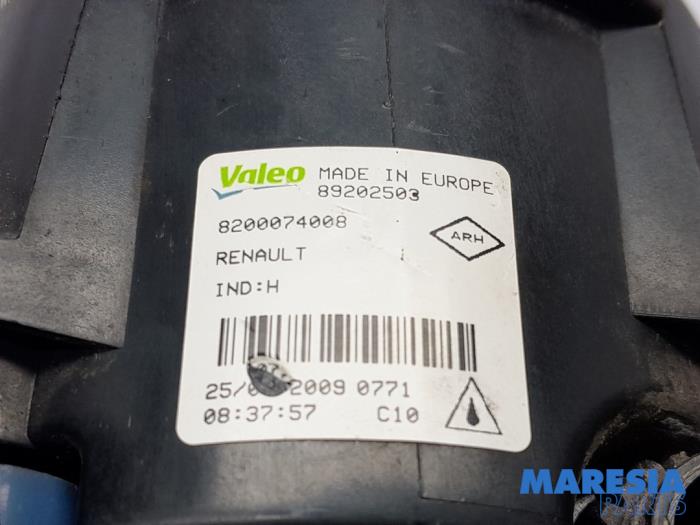 Valeo MADE IN EUROPE
89202503
8200074008
ARH
RENAULT
IND:H
2009 0771
08:37:57 C10
MARESIA
PARTS